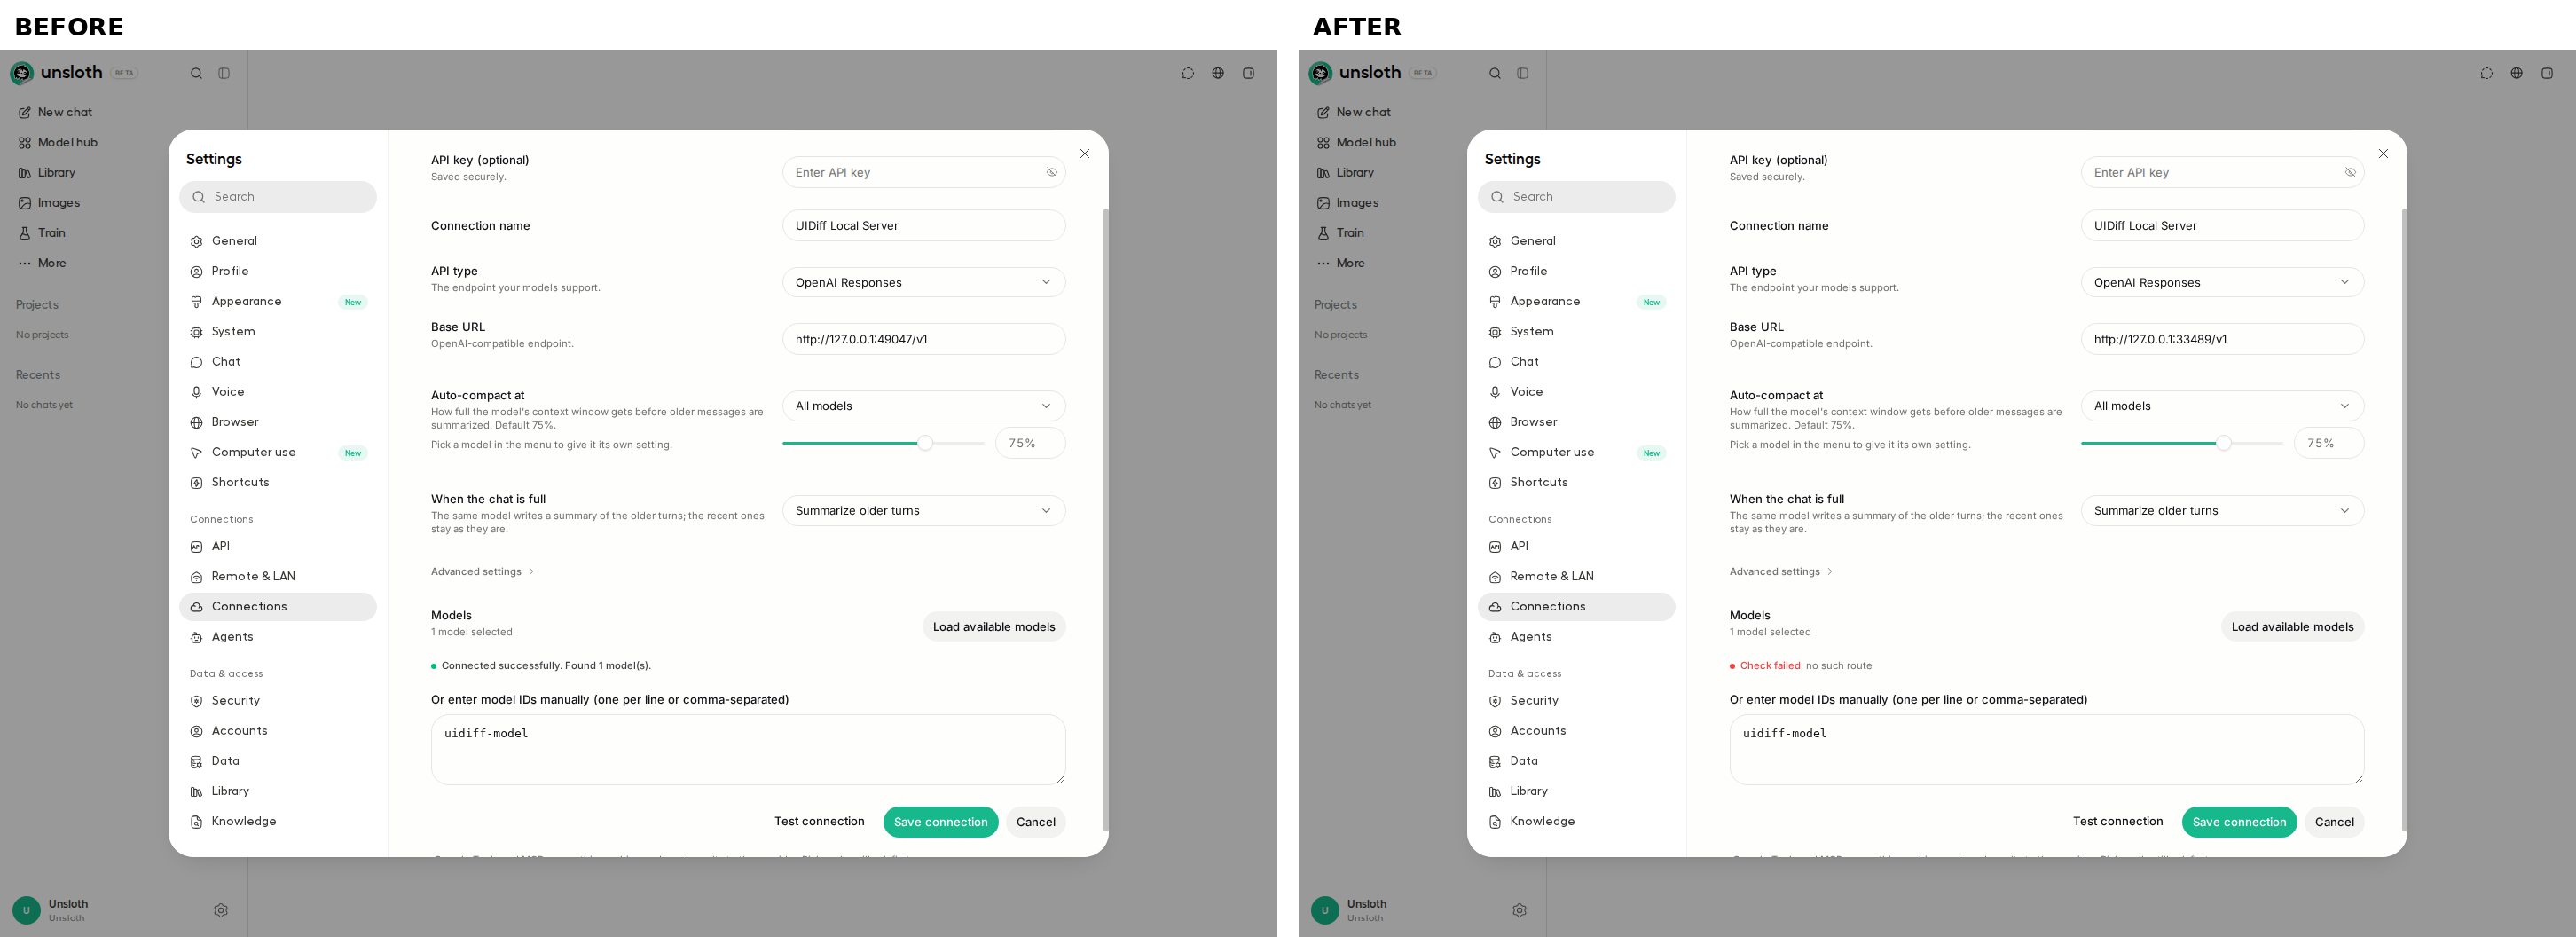 BEFORE
unsloth BETA
New chat
Model hub
Library
Images
Train
More
Projects
No projects
Recents
No chats yet
Unsloth
U
Unsloth
Settings
Search
General
Profile
Appearance New
System
Chat
Voice
Browser
Computer use New
Shortcuts
Connections
API
Remote & LAN
Connections
Agents
Data & access
Security
Accounts
Data
Library
Knowledge
API key (optional)
Saved securely.
Enter API key
Connection name
UIDiff Local Server
API type
The endpoint your models support.
OpenAI Responses
Base URL
OpenAI-compatible endpoint.
http://127.0.0.1:49047/v1
Auto-compact at
How full the model's context window gets before older messages are
summarized. Default 75%.
Pick a model in the menu to give it its own setting.
All models
75%
When the chat is full
The same model writes a summary of the older turns; the recent ones
stay as they are.
Summarize older turns
Advanced settings
Models
1 model selected
Load available models
Connected successfully. Found 1 model(s).
Or enter model IDs manually (one per line or comma-separated)
uidiff-model
Test connection
Save connection
Cancel
AFTER
unsloth BETA
New chat
Model hub
Library
Images
Train
More
Projects
No projects
Recents
No chats yet
Unsloth
U
Unsloth
Settings
Search
General
Profile
Appearance New
System
Chat
Voice
Browser
Computer use New
Shortcuts
Connections
API
Remote & LAN
Connections
Agents
Data & access
Security
Accounts
Data
Library
Knowledge
API key (optional)
Saved securely.
Enter API key
Connection name
UIDiff Local Server
API type
The endpoint your models support.
OpenAI Responses
Base URL
OpenAI-compatible endpoint.
http://127.0.0.1:33489/v1
Auto-compact at
How full the model's context window gets before older messages are
summarized. Default 75%.
Pick a model in the menu to give it its own setting.
All models
75%
When the chat is full
The same model writes a summary of the older turns; the recent ones
stay as they are.
Summarize older turns
Advanced settings
Models
1 model selected
Load available models
Check failed no such route
Or enter model IDs manually (one per line or comma-separated)
uidiff-model
Test connection
Save connection
Cancel